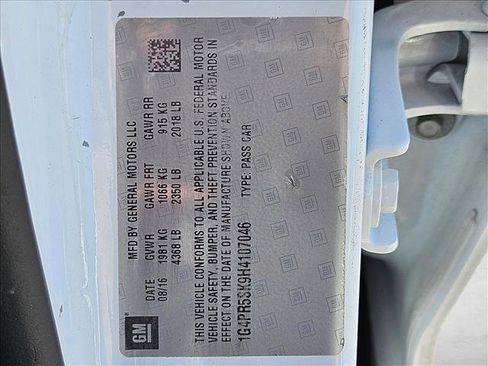 MFD BY GENERAL MOTORS LLC
DATE GVWR GAWR FRT GAWR RR
08/16 1981 KG 1066 KG 915 KG
4368 LB 2350 LB 2018 LB
THIS VEHICLE CONFORMS TO ALL APPLICABLE U.S. FEDERAL MOTOR
VEHICLE SAFETY, BUMPER, AND THEFT PREVENTION STANDARDS IN
EFFECT ON THE DATE OF MANUFACTURE SHOWN ABOVE.
1G4PR5SK9H4107046 TYPE: PASS CAR
GM